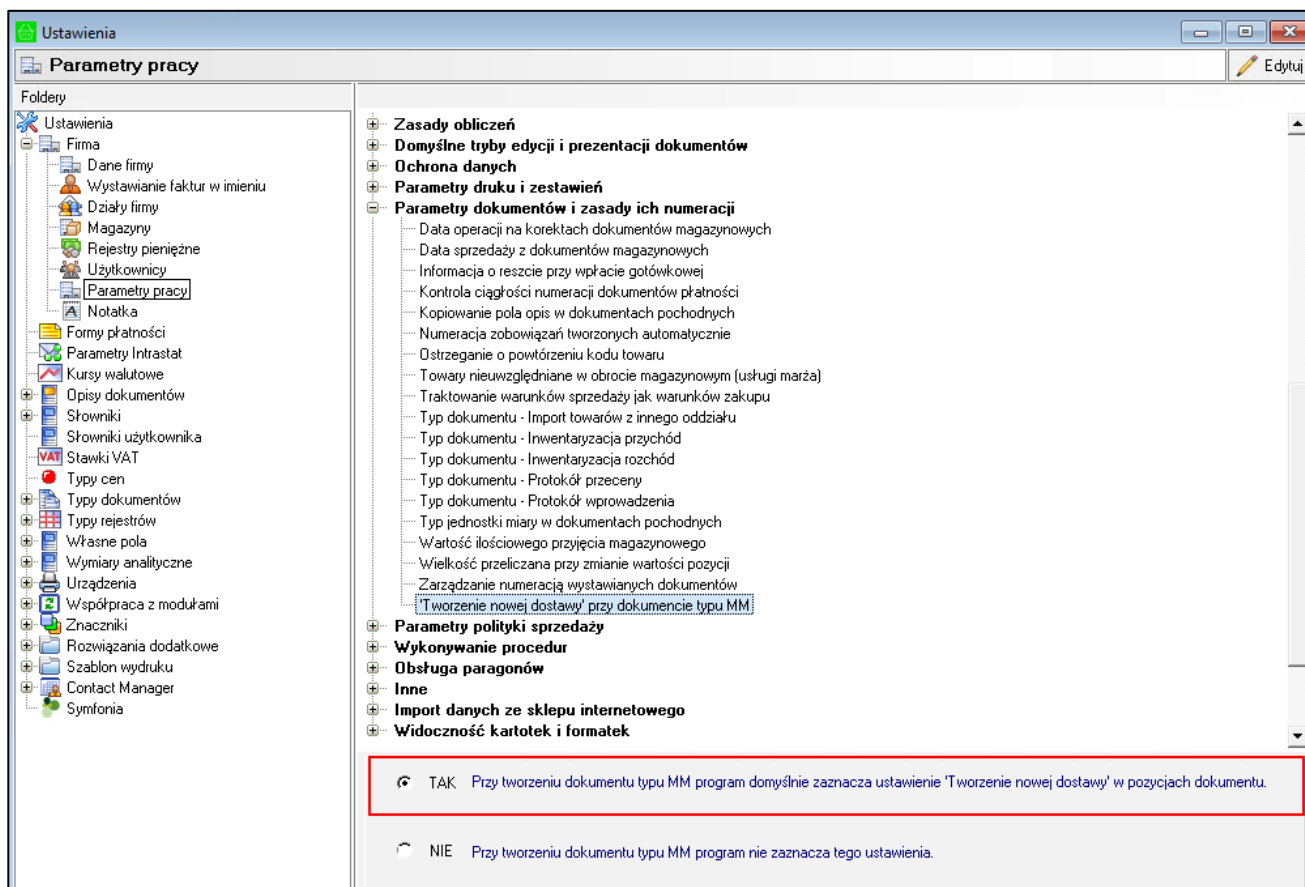 Ustawienia
Parametry pracy
Edytuj
Foldery
Ustawienia
Firma
Dane firmy
Wystawianie faktur w imieniu
Działy firmy
Magazyny
Rejestry pieniężne
Użytkownicy
Parametry pracy
Notatka
Formy płatności
Parametry Intrastat
Kursy walutowe
Opisy dokumentów
Słowniki
Słowniki użytkownika
VAT Stawki VAT
Typy cen
Typy dokumentów
Typy rejestrów
Własne pola
Wymiary analityczne
Urządzenia
Współpraca z modułami
Znaczniki
Rozwiązania dodatkowe
Szablon wydruku
Contact Manager
Symfonia
Zasady obliczeń
Domyślne tryby edycji i prezentacji dokumentów
Ochrona danych
Parametry druku i zestawień
Parametry dokumentów i zasady ich numeracji
Data operacji na korektach dokumentów magazynowych
Data sprzedaży z dokumentów magazynowych
Informacja o reszcie przy wpłacie gotówkowej
Kontrola ciągłości numeracji dokumentów płatności
Kopiowanie pola opis w dokumentach pochodnych
Numeracja zobowiązań tworzonych automatycznie
Ostrzeganie o powtórzeniu kodu towaru
Towary nieuwzględniane w obrocie magazynowym (usługi marża)
Traktowanie warunków sprzedaży jak warunków zakupu
Typ dokumentu - Import towarów z innego oddziału
Typ dokumentu - Inwentaryzacja przychód
Typ dokumentu - Inwentaryzacja rozchód
Typ dokumentu - Protokół przeceny
Typ dokumentu - Protokół wprowadzenia
Typ jednostki miary w dokumentach pochodnych
Wartość ilościowego przyjęcia magazynowego
Wielkość przeliczana przy zmianie wartości pozycji
Zarządzanie numeracją wystawianych dokumentów
'Tworzenie nowej dostawy' przy dokumencie typu MM
Parametry polityki sprzedaży
Wykonywanie procedur
Obsługa paragonów
Inne
Import danych ze sklepu internetowego
Widoczność kartotek i formatek
TAK Przy tworzeniu dokumentu typu MM program domyślnie zaznacza ustawienie 'Tworzenie nowej dostawy' w pozycjach dokumentu.
NIE Przy tworzeniu dokumentu typu MM program nie zaznacza tego ustawienia.